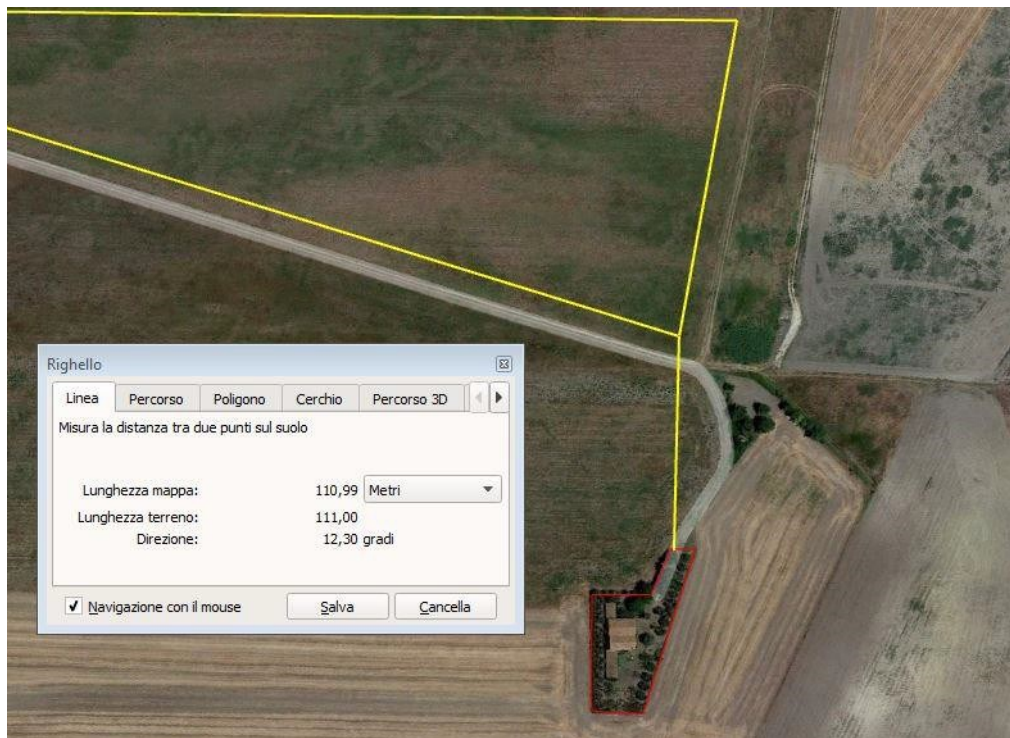 Righello
Linea Percorso Poligono Cerchio Percorso 3D
Misura la distanza tra due punti sul suolo
Lunghezza mappa: 110,99 Metri
Lunghezza terreno: 111,00
Direzione: 12,30 gradi
Navigazione con il mouse Salva Cancella